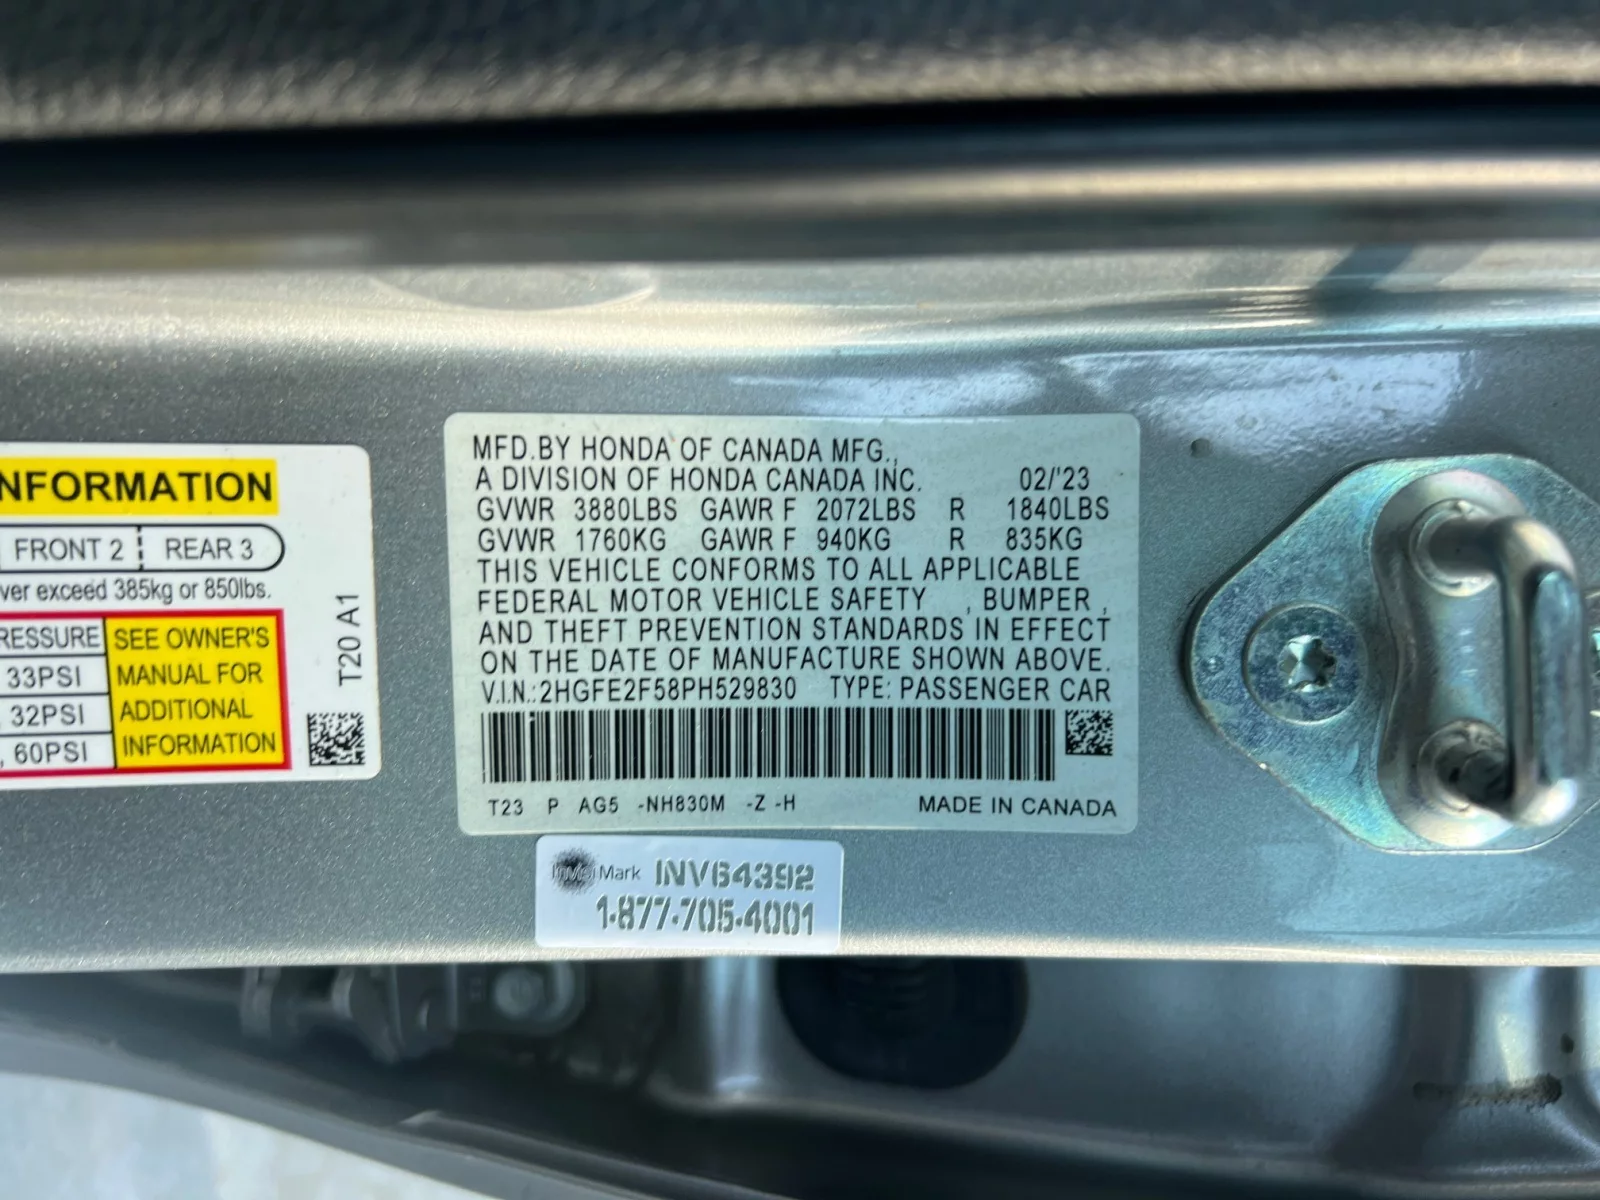 NFORMATION
FRONT 2 REAR 3
ver exceed 385kg or 850lbs.
RESSURE
33PSI
32PSI
, 60PSI
SEE OWNER'S
MANUAL FOR
ADDITIONAL
INFORMATION
T20 A1
MFD.BY HONDA OF CANADA MFG.,
A DIVISION OF HONDA CANADA INC. 02/'23
GVWR 3880LBS GAWR F 2072LBS R 1840LBS
GVWR 1760KG GAWR F 940KG R 835KG
THIS VEHICLE CONFORMS TO ALL APPLICABLE
FEDERAL MOTOR VEHICLE SAFETY , BUMPER ,
AND THEFT PREVENTION STANDARDS IN EFFECT
ON THE DATE OF MANUFACTURE SHOWN ABOVE.
V.I.N.:2HGFE2F58PH529830 TYPE: PASSENGER CAR
T23 P AG5 -NH830M -Z -H MADE IN CANADA
InvisiMark INV64392
1-877-705-4001